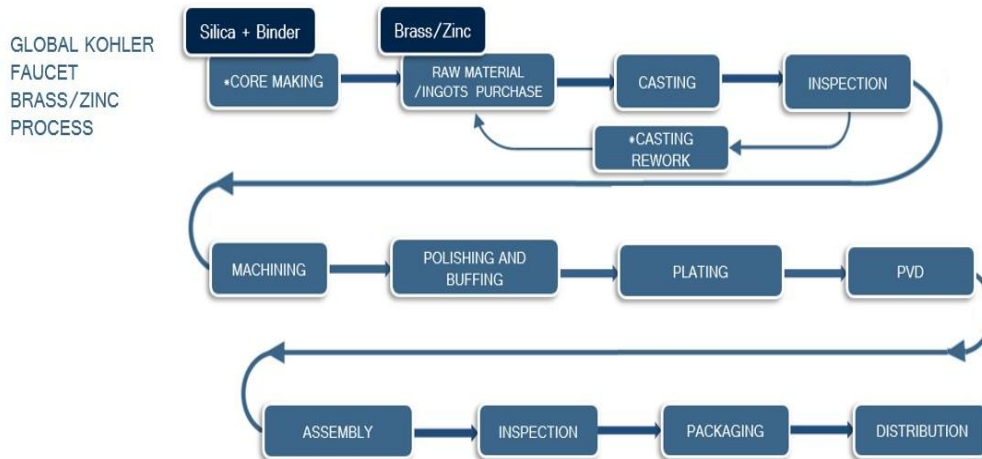 GLOBAL KOHLER
FAUCET
BRASS/ZINC
PROCESS
Silica + Binder
*CORE MAKING
Brass/Zinc
RAW MATERIAL
/INGOTS PURCHASE
CASTING
INSPECTION
*CASTING
REWORK
MACHINING
POLISHING AND
BUFFING
PLATING
PVD
ASSEMBLY
INSPECTION
PACKAGING
DISTRIBUTION